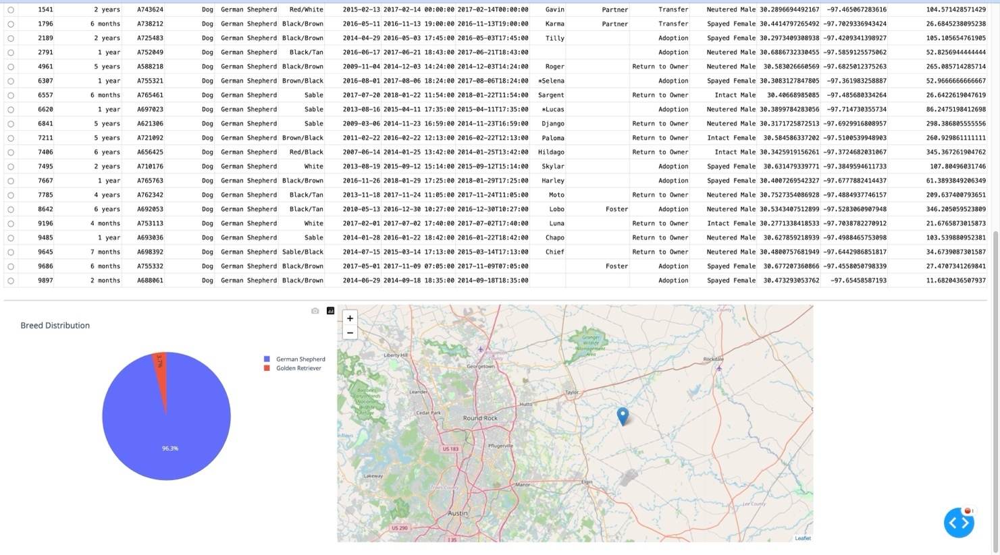 1541 2 years A743624 Dog German Shepherd Red/White 2015-02-13 2017-02-14 00:00:00 2017-02-14T00:00:00 Gavin Partner Transfer Neutered Male 30.2896694492167 -97.465067283616 104.571428571429
1796 6 months A738212 Dog German Shepherd Black/Brown 2016-05-11 2016-11-13 19:00:00 2016-11-13T19:00:00 Karma Partner Transfer Spayed Female 30.4414797265492 -97.7029336943424 26.6845238095238
2189 2 years A725483 Dog German Shepherd Black/Brown 2014-04-29 2016-05-03 17:45:00 2016-05-03T17:45:00 Tilly Adoption Spayed Female 30.2973409308938 -97.4209341398927 105.105654761905
2791 1 year A752049 Dog German Shepherd Black/Tan 2016-06-17 2017-06-21 18:43:00 2017-06-21T18:43:00 Adoption Neutered Male 30.6886732330455 -97.5859125575062 52.8256944444444
4961 5 years A588218 Dog German Shepherd Black/Brown 2009-11-04 2014-12-03 14:24:00 2014-12-03T14:24:00 Roger Return to Owner Neutered Male 30.583026660569 -97.6825012375263 265.085714285714
6307 1 year A755321 Dog German Shepherd Brown/Black 2016-08-01 2017-08-06 18:24:00 2017-08-06T18:24:00 *Selena Adoption Spayed Female 30.3083127847805 -97.361983258887 52.9666666666667
6557 6 months A765461 Dog German Shepherd Sable 2017-07-20 2018-01-22 11:54:00 2018-01-22T11:54:00 Sargent Return to Owner Intact Male 30.40668985085 -97.485680334264 26.6422619047619
6620 1 year A697023 Dog German Shepherd Sable 2013-08-16 2015-04-11 17:35:00 2015-04-11T17:35:00 *Lucas Adoption Neutered Male 30.3899784283056 -97.714730355734 86.2475198412698
6841 5 years A621306 Dog German Shepherd Sable 2009-03-06 2014-11-23 16:59:00 2014-11-23T16:59:00 Django Return to Owner Neutered Male 30.3171725872513 -97.6929916808957 298.386805555556
7211 5 years A721092 Dog German Shepherd Brown/Black 2011-02-22 2016-02-22 12:13:00 2016-02-22T12:13:00 Paloma Return to Owner Intact Female 30.584586337202 -97.5100539948903 260.929861111111
7406 6 years A656425 Dog German Shepherd Red/Black 2007-06-14 2014-01-25 13:42:00 2014-01-25T13:42:00 Hildago Return to Owner Intact Male 30.3425919156261 -97.3724682031067 345.367261904762
7495 2 years A710176 Dog German Shepherd White 2013-08-19 2015-09-12 15:14:00 2015-09-12T15:14:00 Skylar Adoption Spayed Female 30.631479339771 -97.3849594611733 107.80496031746
7667 1 year A765763 Dog German Shepherd Black/Brown 2016-11-26 2018-01-29 17:25:00 2018-01-29T17:25:00 Harley Adoption Spayed Female 30.4007269542327 -97.6777882414437 61.3893849206349
7785 4 years A762342 Dog German Shepherd Black/Tan 2013-11-18 2017-11-24 11:05:00 2017-11-24T11:05:00 Moto Return to Owner Neutered Male 30.7527354086928 -97.4884937746157 209.637400793651
8642 6 years A692053 Dog German Shepherd Black/Tan 2010-05-13 2016-12-30 10:27:00 2016-12-30T10:27:00 Lobo Foster Adoption Neutered Male 30.5343407512899 -97.5283060907948 346.205059523809
9196 4 months A753113 Dog German Shepherd White 2017-02-01 2017-07-02 17:40:00 2017-07-02T17:40:00 Luna Return to Owner Intact Female 30.2771338418533 -97.7038782270912 21.6765873015873
9485 1 year A693036 Dog German Shepherd Sable 2014-01-28 2016-01-22 18:42:00 2016-01-22T18:42:00 Chapo Return to Owner Neutered Male 30.627859218939 -97.4988465753098 103.539880952381
9645 7 months A698392 Dog German Shepherd Sable/Black 2014-07-15 2015-03-14 17:13:00 2015-03-14T17:13:00 Chief Return to Owner Neutered Male 30.4800757681949 -97.6442986851817 34.6739087301587
9686 6 months A755332 Dog German Shepherd Black/Brown 2017-05-01 2017-11-09 07:05:00 2017-11-09T07:05:00 Foster Adoption Spayed Female 30.677207360866 -97.4558050798339 27.4707341269841
9897 2 months A688061 Dog German Shepherd Black/Brown 2014-06-29 2014-09-18 18:35:00 2014-09-18T18:35:00 Adoption Spayed Female 30.473293053762 -97.65458587193 11.6820436507937
Breed Distribution
3.7%
96.3%
German Shepherd
Golden Retriever
+
−
County
Granger
Wildlife
Management
Area
Liberty Hill
Williamson
County
Georgetown
Rockdale
Leander
Taylor
Balcones
Canyonlands
National
Wildlife
Refuge
Hutto
Cedar Park
Round Rock
US 183
Pflugerville
Lakeway
Travis County
Manor
Elgin
Lee County
Austin
US 290
I 35
Leaflet
1